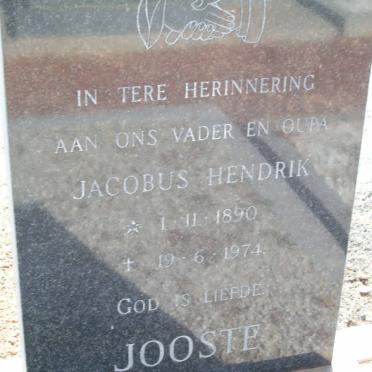 IN TERE HERINNERING
AAN ONS VADER EN OUPA
JACOBUS HENDRIK
☆ 1-11-1890
† 19-6-1974.
GOD IS LIEFDE.
JOOSTE